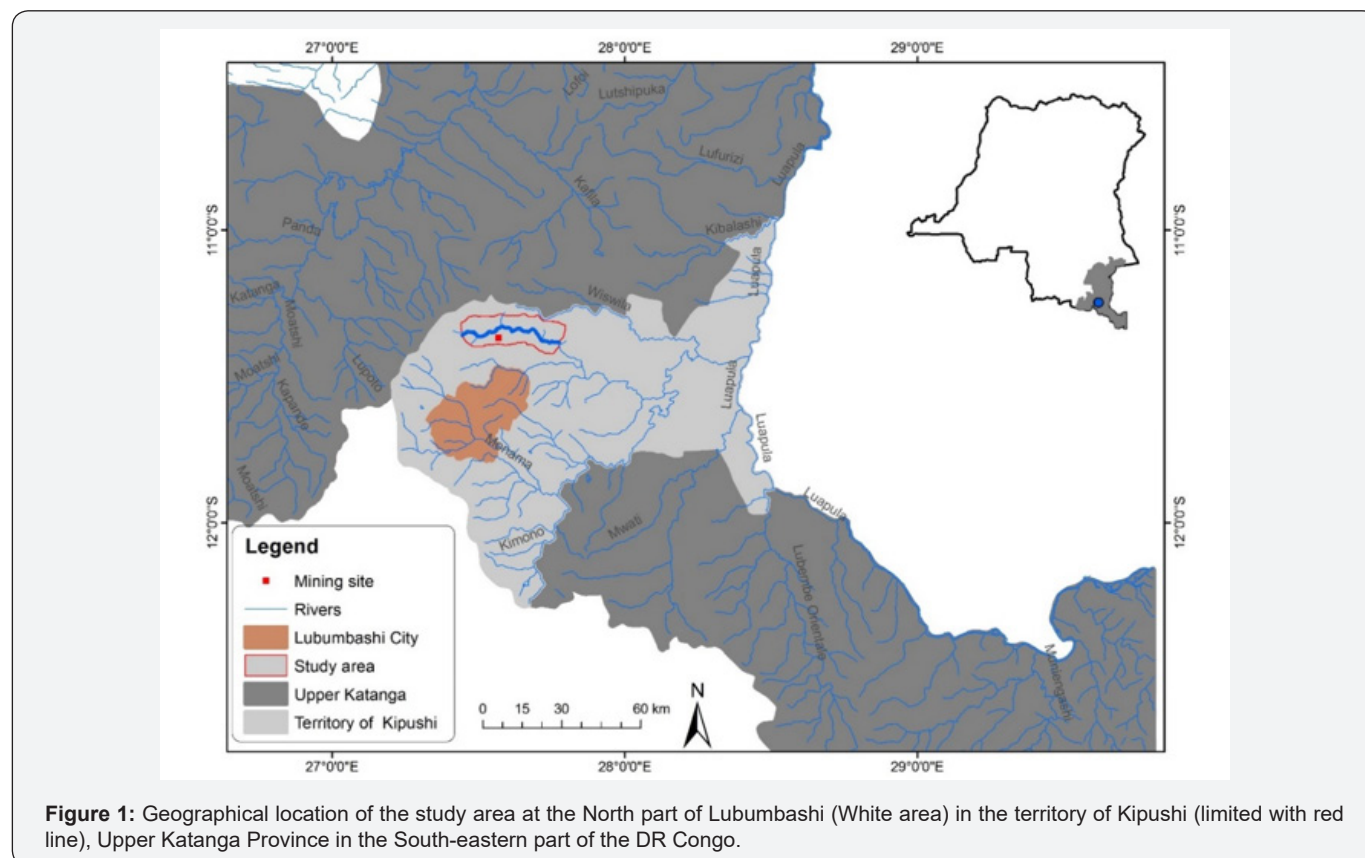 27°0'0"E 28°0'0"E 29°0'0"E
Lofoi
Lutshipuka
Lufurizi
Luapula
Kafila
Panda
Kibalashi
11°0'0"S 11°0'0"S
Luapula
Katanga
Moatshi
Wiswila
Moatshi
Lupoto
Kapanda
Luapula
Luapula
Menama
Moatshi
Luapula
12°0'0"S 12°0'0"S
Kimono
Mwati
Lubembe Orientale
Legend
Mining site
Rivers
Lubumbashi City
Study area
Upper Katanga
Territory of Kipushi
0 15 30 60 km
N
27°0'0"E 28°0'0"E 29°0'0"E
Figure 1: Geographical location of the study area at the North part of Lubumbashi (White area) in the territory of Kipushi (limited with red
line), Upper Katanga Province in the South-eastern part of the DR Congo.